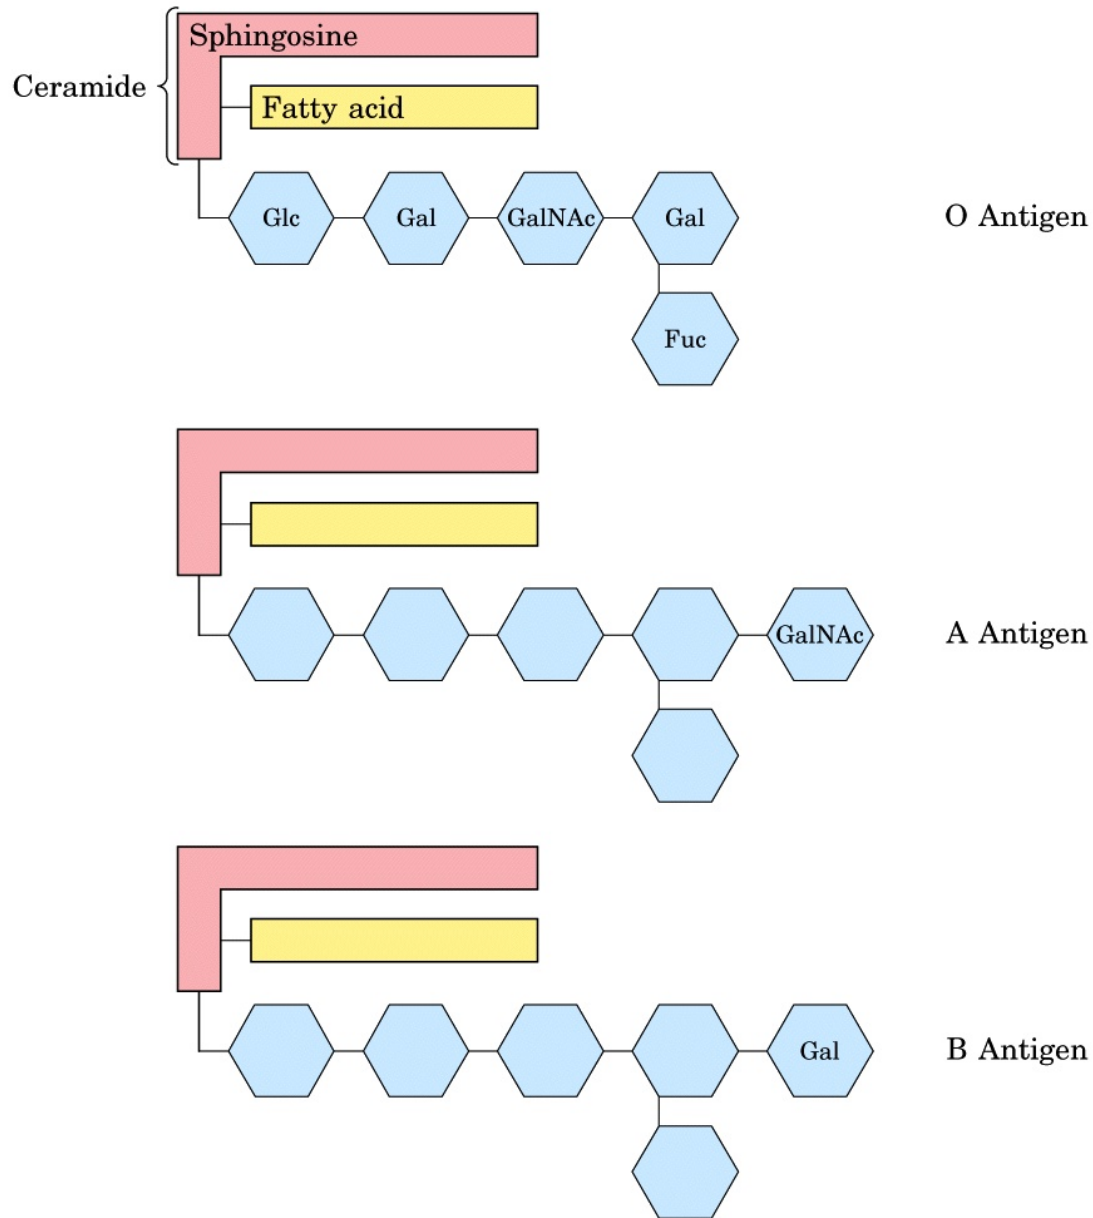 Sphingosine
Ceramide
Fatty acid
Glc Gal GalNAc Gal O Antigen
Fuc
GalNAc A Antigen
Gal B Antigen